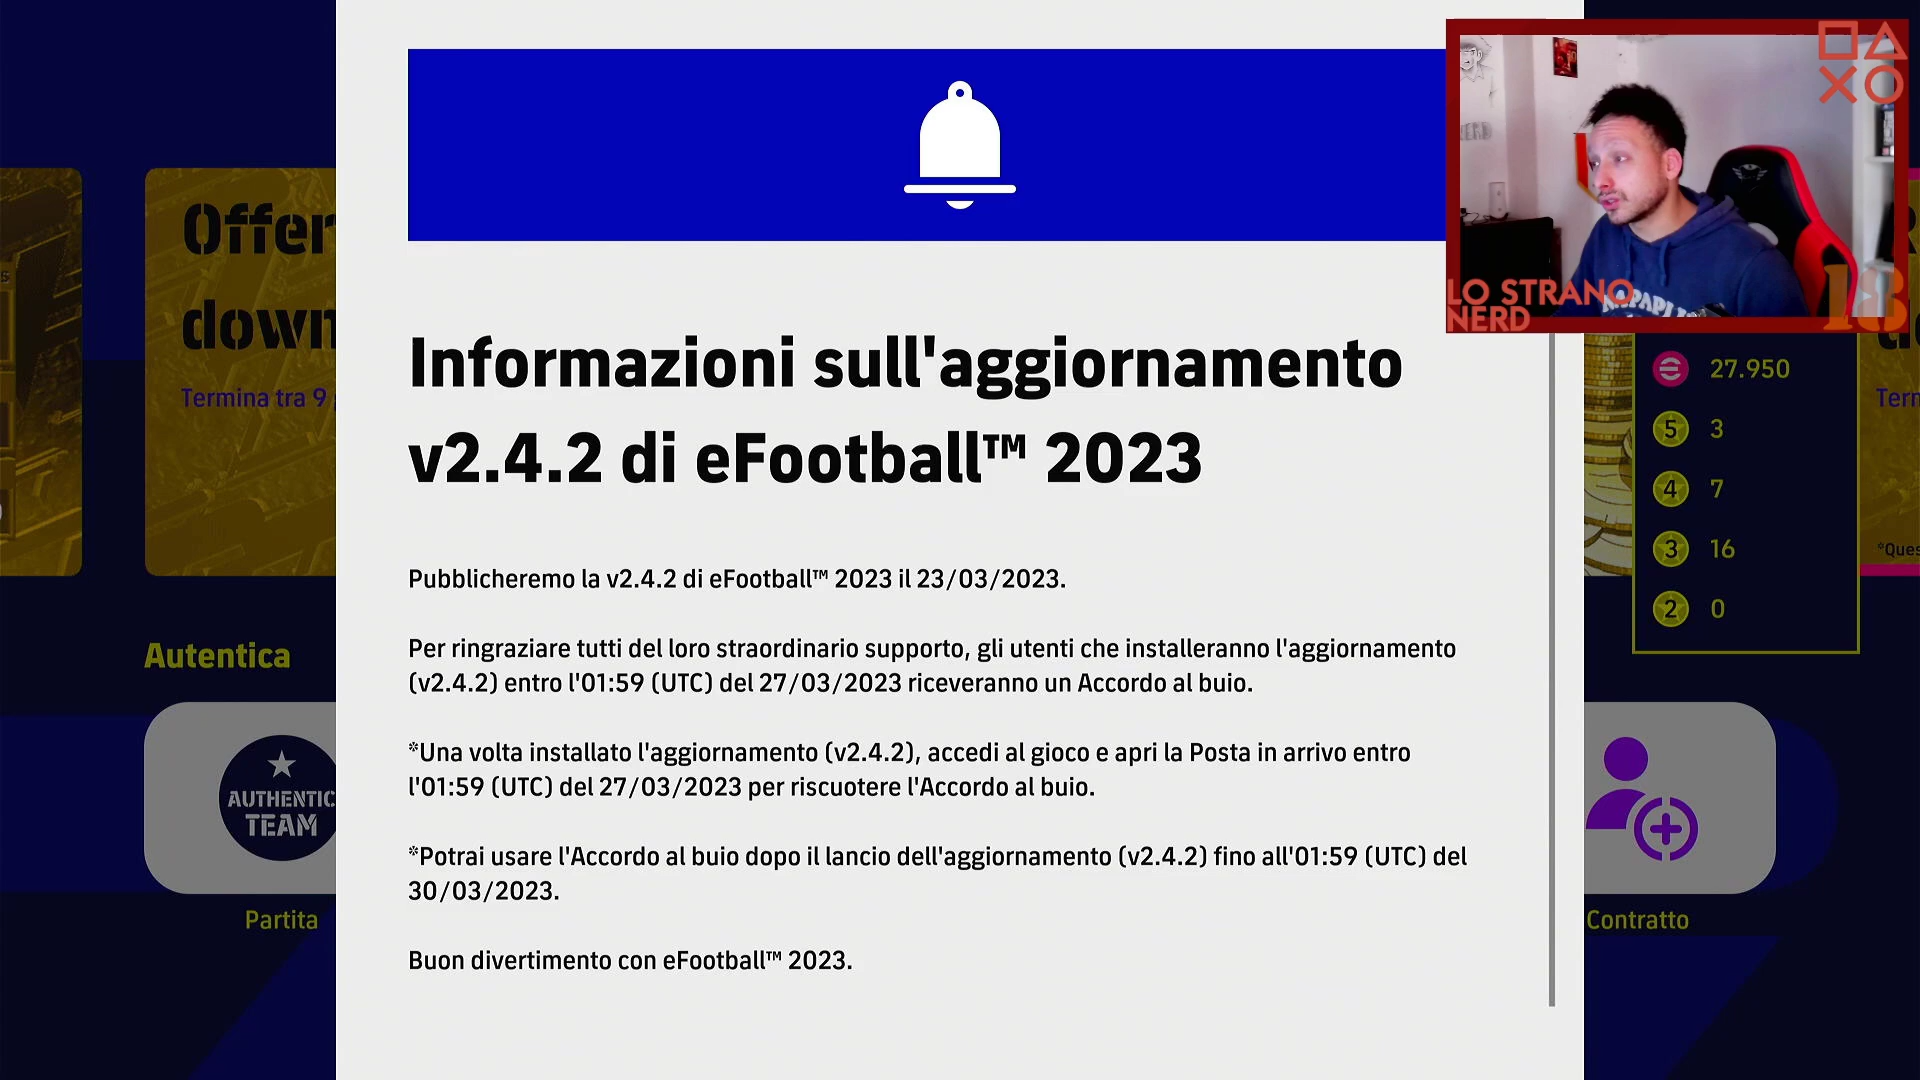 Informazioni sull'aggiornamento
v2.4.2 di eFootball™ 2023
Pubblicheremo la v2.4.2 di eFootball™ 2023 il 23/03/2023.
Per ringraziare tutti del loro straordinario supporto, gli utenti che installeranno l'aggiornamento
(v2.4.2) entro l'01:59 (UTC) del 27/03/2023 riceveranno un Accordo al buio.
*Una volta installato l'aggiornamento (v2.4.2), accedi al gioco e apri la Posta in arrivo entro
l'01:59 (UTC) del 27/03/2023 per riscuotere l'Accordo al buio.
*Potrai usare l'Accordo al buio dopo il lancio dell'aggiornamento (v2.4.2) fino all'01:59 (UTC) del
30/03/2023.
Buon divertimento con eFootball™ 2023.
Offer
down
Termina tra 9
Autentica
AUTHENTIC
TEAM
Partita
LO STRANO
NERD
18
27.950
5 3
4 7
3 16
2 0
Term
*Ques
Contratto